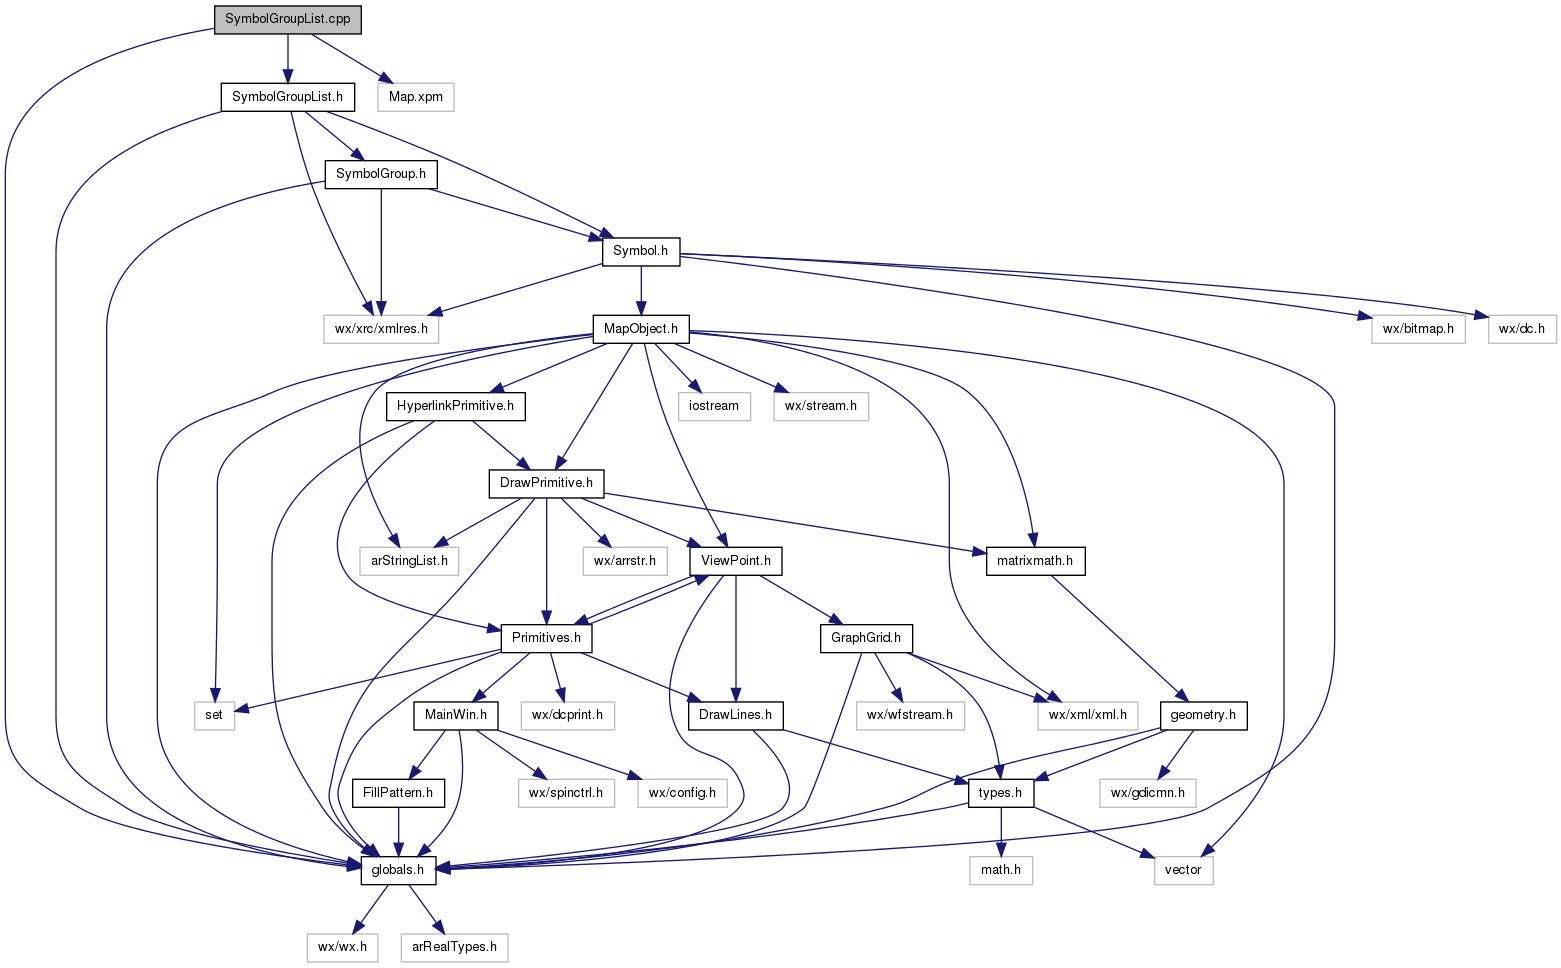 SymbolGroupList.cpp
SymbolGroupList.h
Map.xpm
SymbolGroup.h
Symbol.h
wx/xrc/xmlres.h
MapObject.h
wx/bitmap.h
wx/dc.h
HyperlinkPrimitive.h
iostream
wx/stream.h
DrawPrimitive.h
arStringList.h
wx/arrstr.h
ViewPoint.h
matrixmath.h
Primitives.h
GraphGrid.h
set
MainWin.h
wx/dcprint.h
DrawLines.h
wx/wfstream.h
wx/xml/xml.h
geometry.h
FillPattern.h
wx/spinctrl.h
wx/config.h
types.h
wx/gdicmn.h
globals.h
math.h
vector
wx/wx.h
arRealTypes.h